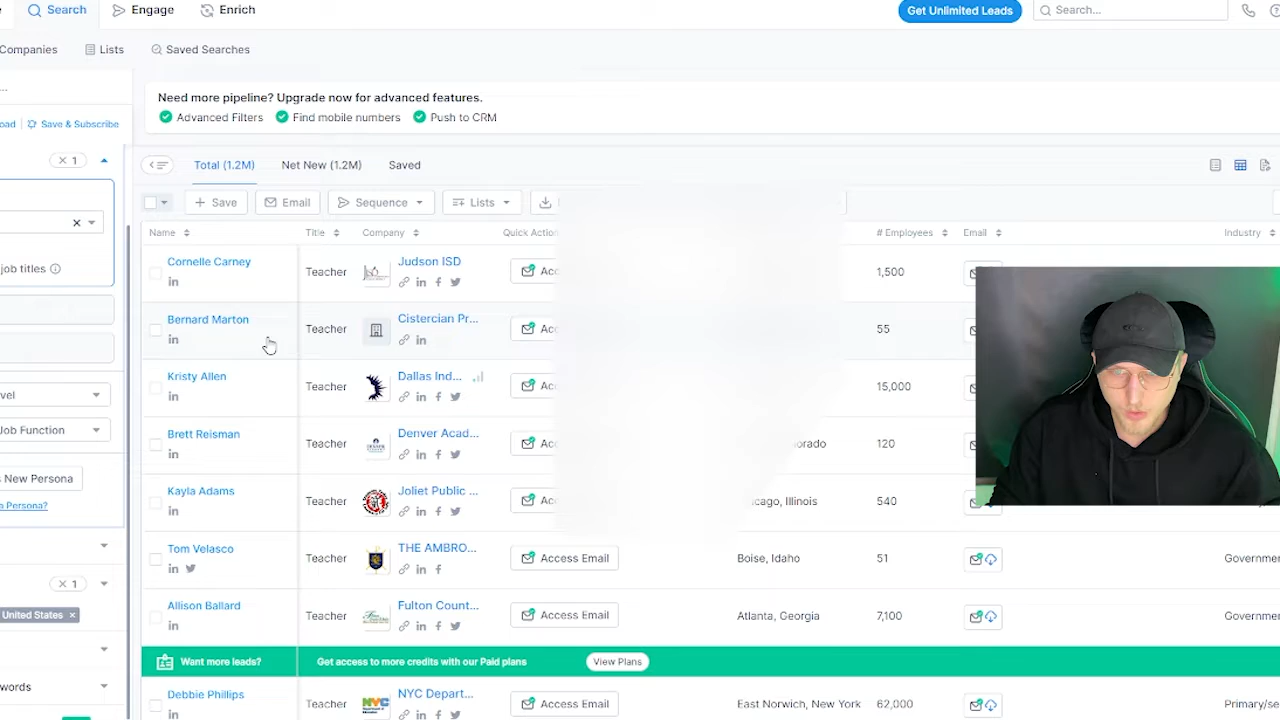 Search Engage Enrich Get Unlimited Leads Search...
Companies Lists Saved Searches
...
Need more pipeline? Upgrade now for advanced features.
Advanced Filters Find mobile numbers Push to CRM
Save & Subscribe
1 Total (1.2M) Net New (1.2M) Saved
Save Email Sequence Lists
Name Title Company # Employees Email Industry
Cornelle Carney Teacher Judson ISD 1,500
job titles
Bernard Marton Teacher Cistercian Pr... 55
Kristy Allen Teacher Dallas Ind... 15,000
Job Function
Brett Reisman Teacher Denver Acad... 120
New Persona
Kayla Adams Teacher Joliet Public ... Illinois 540
Persona?
Tom Velasco Teacher THE AMBRO... Access Email Boise, Idaho 51
1
United States
Allison Ballard Teacher Fulton Count... Access Email Atlanta, Georgia 7,100
Want more leads? Get access to more credits with our Paid plans View Plans
Debbie Phillips Teacher NYC Depart... Access Email East Norwich, New York 62,000